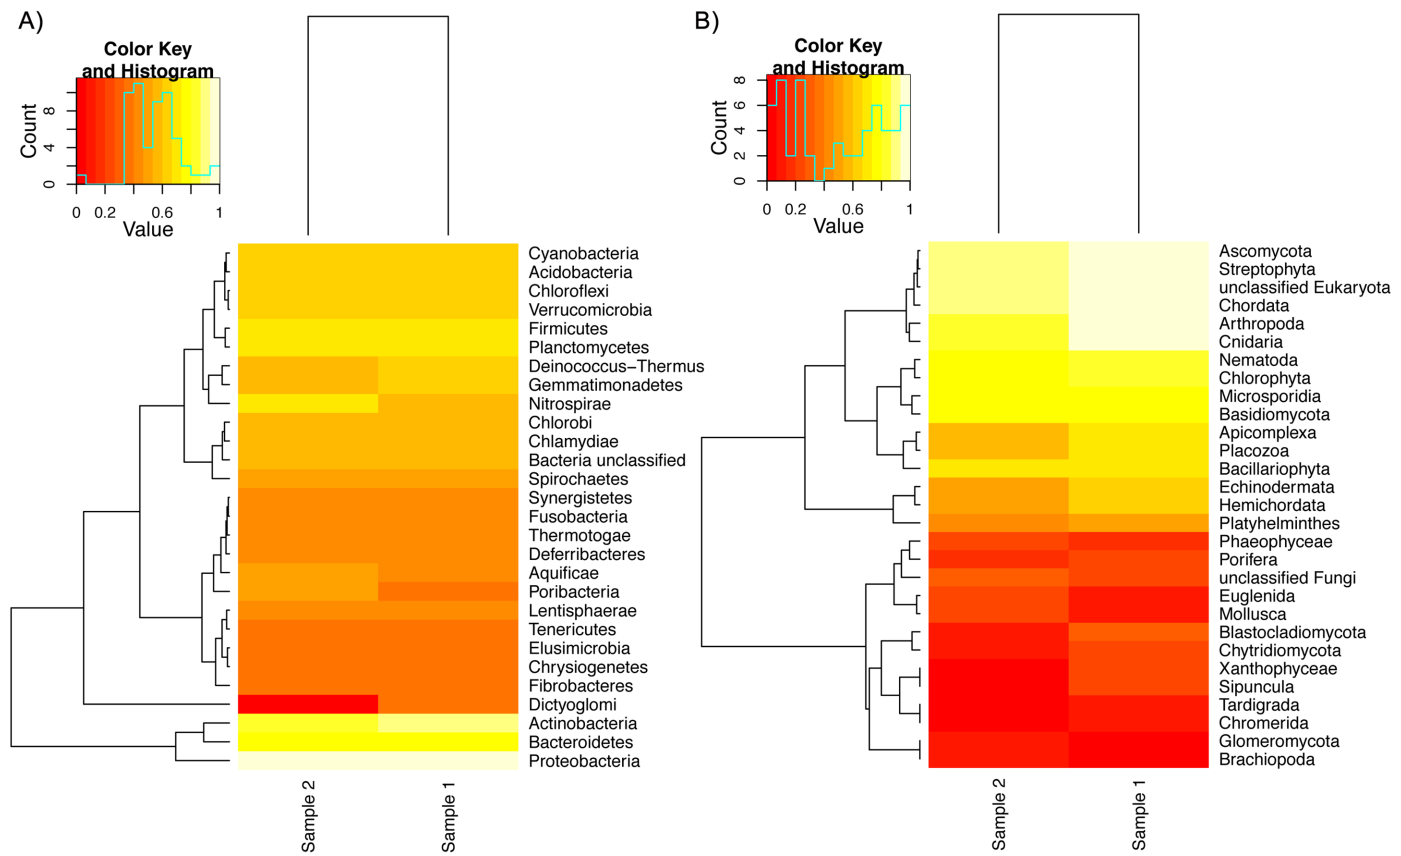 A)
Color Key
and Histogram
Count
0 4 8
0 0.2 0.6 1
Value
Cyanobacteria
Acidobacteria
Chloroflexi
Verrucomicrobia
Firmicutes
Planctomycetes
Deinococcus−Thermus
Gemmatimonadetes
Nitrospirae
Chlorobi
Chlamydiae
Bacteria unclassified
Spirochaetes
Synergistetes
Fusobacteria
Thermotogae
Deferribacteres
Aquificae
Poribacteria
Lentisphaerae
Tenericutes
Elusimicrobia
Chrysiogenetes
Fibrobacteres
Dictyoglomi
Actinobacteria
Bacteroidetes
Proteobacteria
Sample 2
Sample 1
B)
Color Key
and Histogram
Count
0 2 4 6 8
0 0.2 0.6 1
Value
Ascomycota
Streptophyta
unclassified Eukaryota
Chordata
Arthropoda
Cnidaria
Nematoda
Chlorophyta
Microsporidia
Basidiomycota
Apicomplexa
Placozoa
Bacillariophyta
Echinodermata
Hemichordata
Platyhelminthes
Phaeophyceae
Porifera
unclassified Fungi
Euglenida
Mollusca
Blastocladiomycota
Chytridiomycota
Xanthophyceae
Sipuncula
Tardigrada
Chromerida
Glomeromycota
Brachiopoda
Sample 2
Sample 1